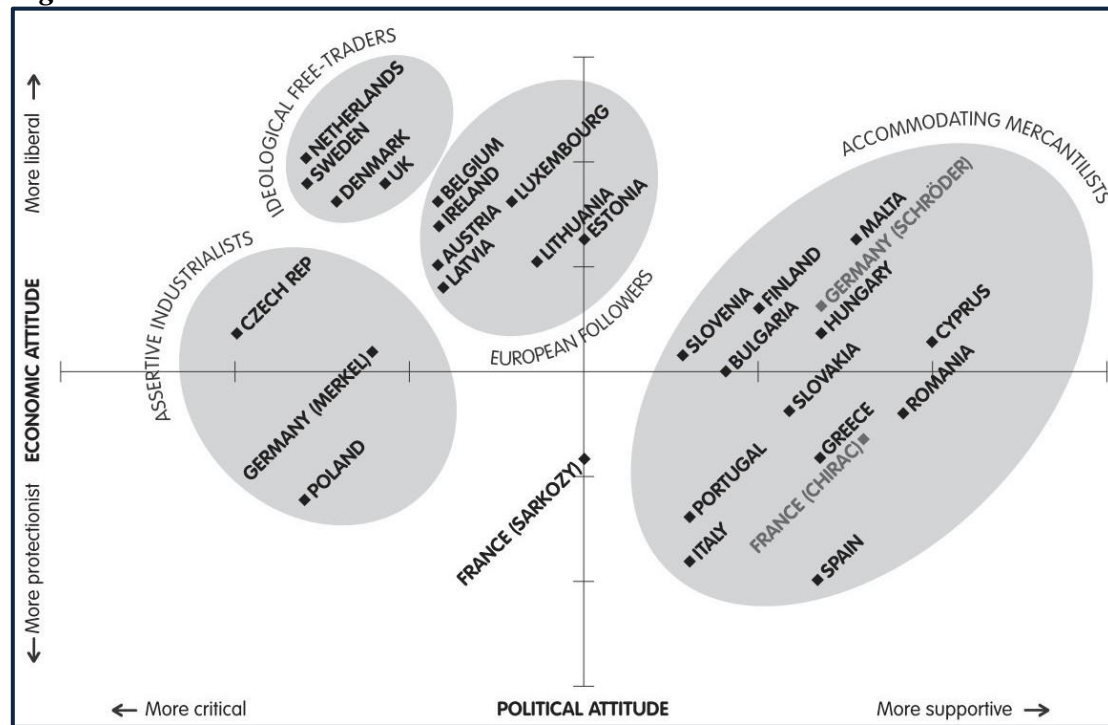 IDEOLOGICAL FREE-TRADERS
NETHERLANDS
SWEDEN
DENMARK
UK
BELGIUM
IRELAND
AUSTRIA
LATVIA
LUXEMBOURG
LITHUANIA
ESTONIA
EUROPEAN FOLLOWERS
ACCOMMODATING MERCANTILISTS
MALTA
GERMANY (SCHRÖDER)
FINLAND
SLOVENIA
BULGARIA
HUNGARY
CYPRUS
SLOVAKIA
ROMANIA
GREECE
PORTUGAL
FRANCE (CHIRAC)
ITALY
SPAIN
ASSERTIVE INDUSTRIALISTS
CZECH REP
GERMANY (MERKEL)
POLAND
FRANCE (SARKOZY)
More liberal →
ECONOMIC ATTITUDE
← More protectionist
← More critical
POLITICAL ATTITUDE
More supportive →